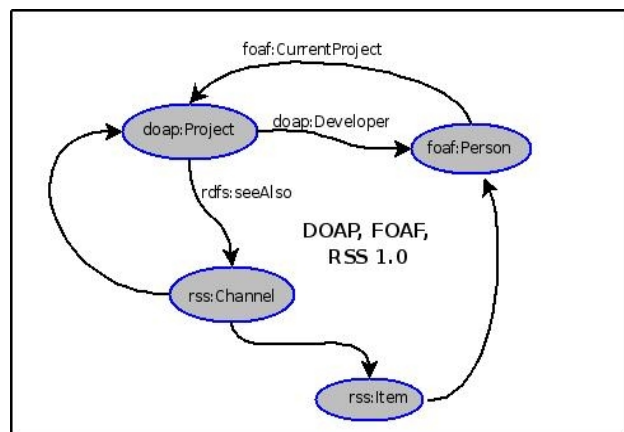 foaf:CurrentProject
doap:Project
doap:Developer
foaf:Person
rdfs:seeAlso
DOAP, FOAF,
RSS 1.0
rss:Channel
rss:Item